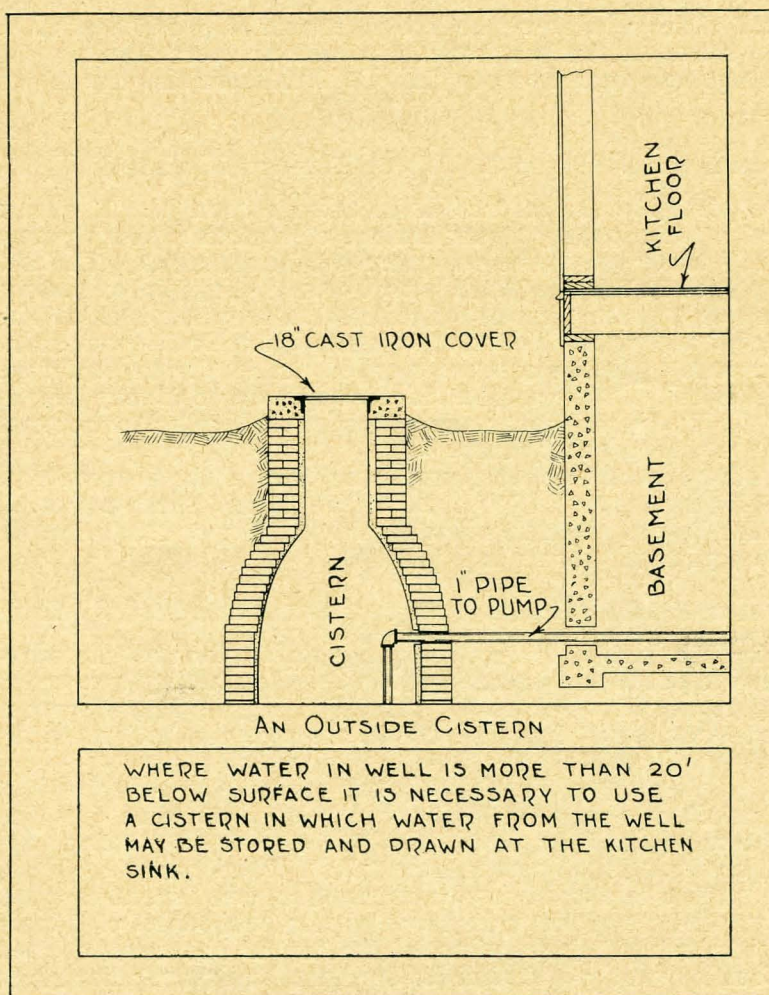 KITCHEN
FLOOR
18" CAST IRON COVER
BASEMENT
CISTERN
1" PIPE
TO PUMP
AN OUTSIDE CISTERN
WHERE WATER IN WELL IS MORE THAN 20'
BELOW SURFACE IT IS NECESSARY TO USE
A CISTERN IN WHICH WATER FROM THE WELL
MAY BE STORED AND DRAWN AT THE KITCHEN
SINK.